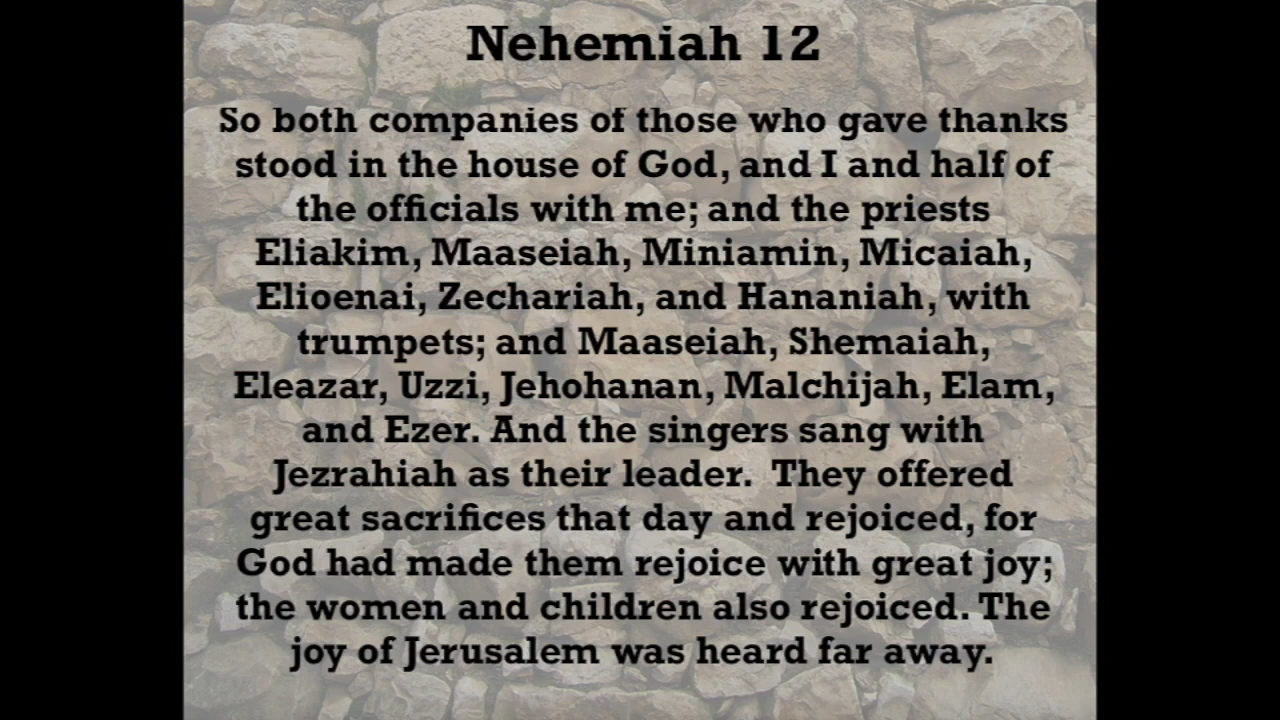 Nehemiah 12
So both companies of those who gave thanks
stood in the house of God, and I and half of
the officials with me; and the priests
Eliakim, Maaseiah, Miniamin, Micaiah,
Elioenai, Zechariah, and Hananiah, with
trumpets; and Maaseiah, Shemaiah,
Eleazar, Uzzi, Jehohanan, Malchijah, Elam,
and Ezer. And the singers sang with
Jezrahiah as their leader.  They offered
great sacrifices that day and rejoiced, for
God had made them rejoice with great joy;
the women and children also rejoiced. The
joy of Jerusalem was heard far away.